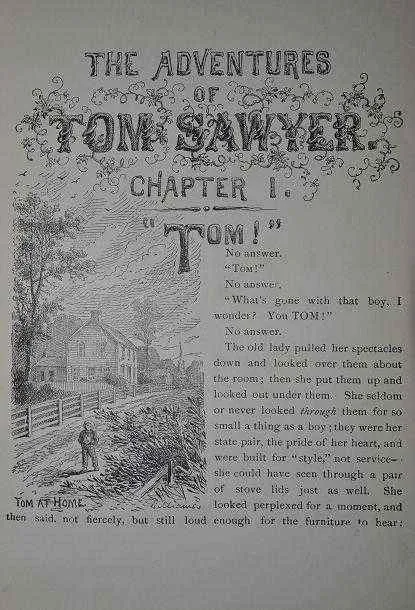 THE ADVENTURES
OF
TOM SAWYER.
CHAPTER I.
"TOM!"
No answer.
"TOM!"
No answer.
"What's gone with that boy, I
wonder? You TOM!"
No answer.
The old lady pulled her spectacles
down and looked over them about
the room; then she put them up and
looked out under them. She seldom
or never looked through them for so
small a thing as a boy; they were her
state pair, the pride of her heart, and
were built for "style," not service—
she could have seen through a pair
of stove lids just as well. She
looked perplexed for a moment, and
TOM AT HOME.
then said, not fiercely, but still loud enough for the furniture to hear: